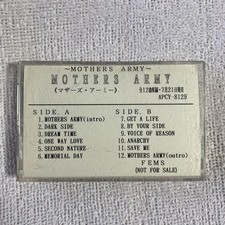 ~MOTHERS ARMY~
MOTHERS ARMY
(マザーズ・アーミー)
APCY-8129
SIDE. A
1. MOTHERS ARMY(intro)
2. DARK SIDE
3. DREAM TIME
4. ONE WAY LOVE
5. SECOND NATURE
6. MEMORIAL DAY
SIDE. B
7. GET A LIFE
8. BY YOUR SIDE
9. VOICE OF REASON
10. ANARCHY
11. SAVE ME
12. MOTHERS ARMY(outro)
FEMS
(NOT FOR SALE)